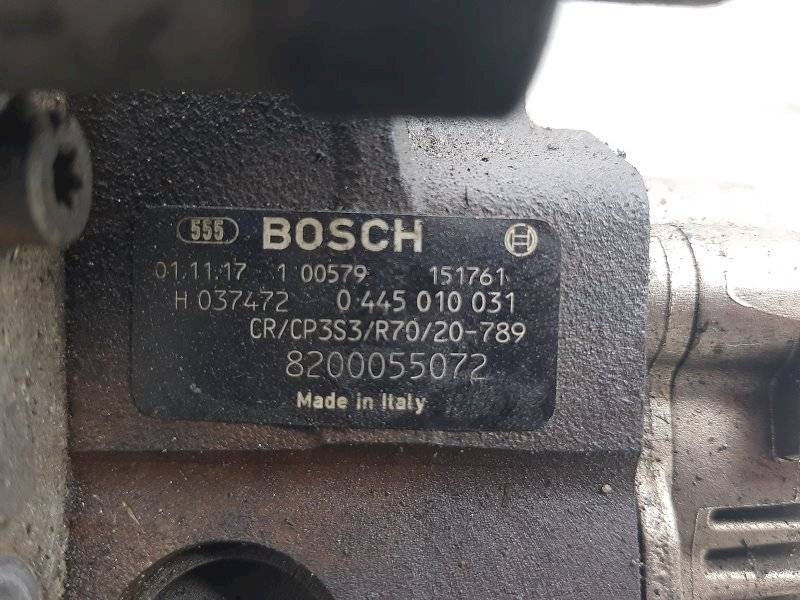 555 BOSCH
01.11.17 1 00579 151761
H 037472 0 445 010 031
CR/CP3S3/R70/20-789
8200055072
Made in Italy